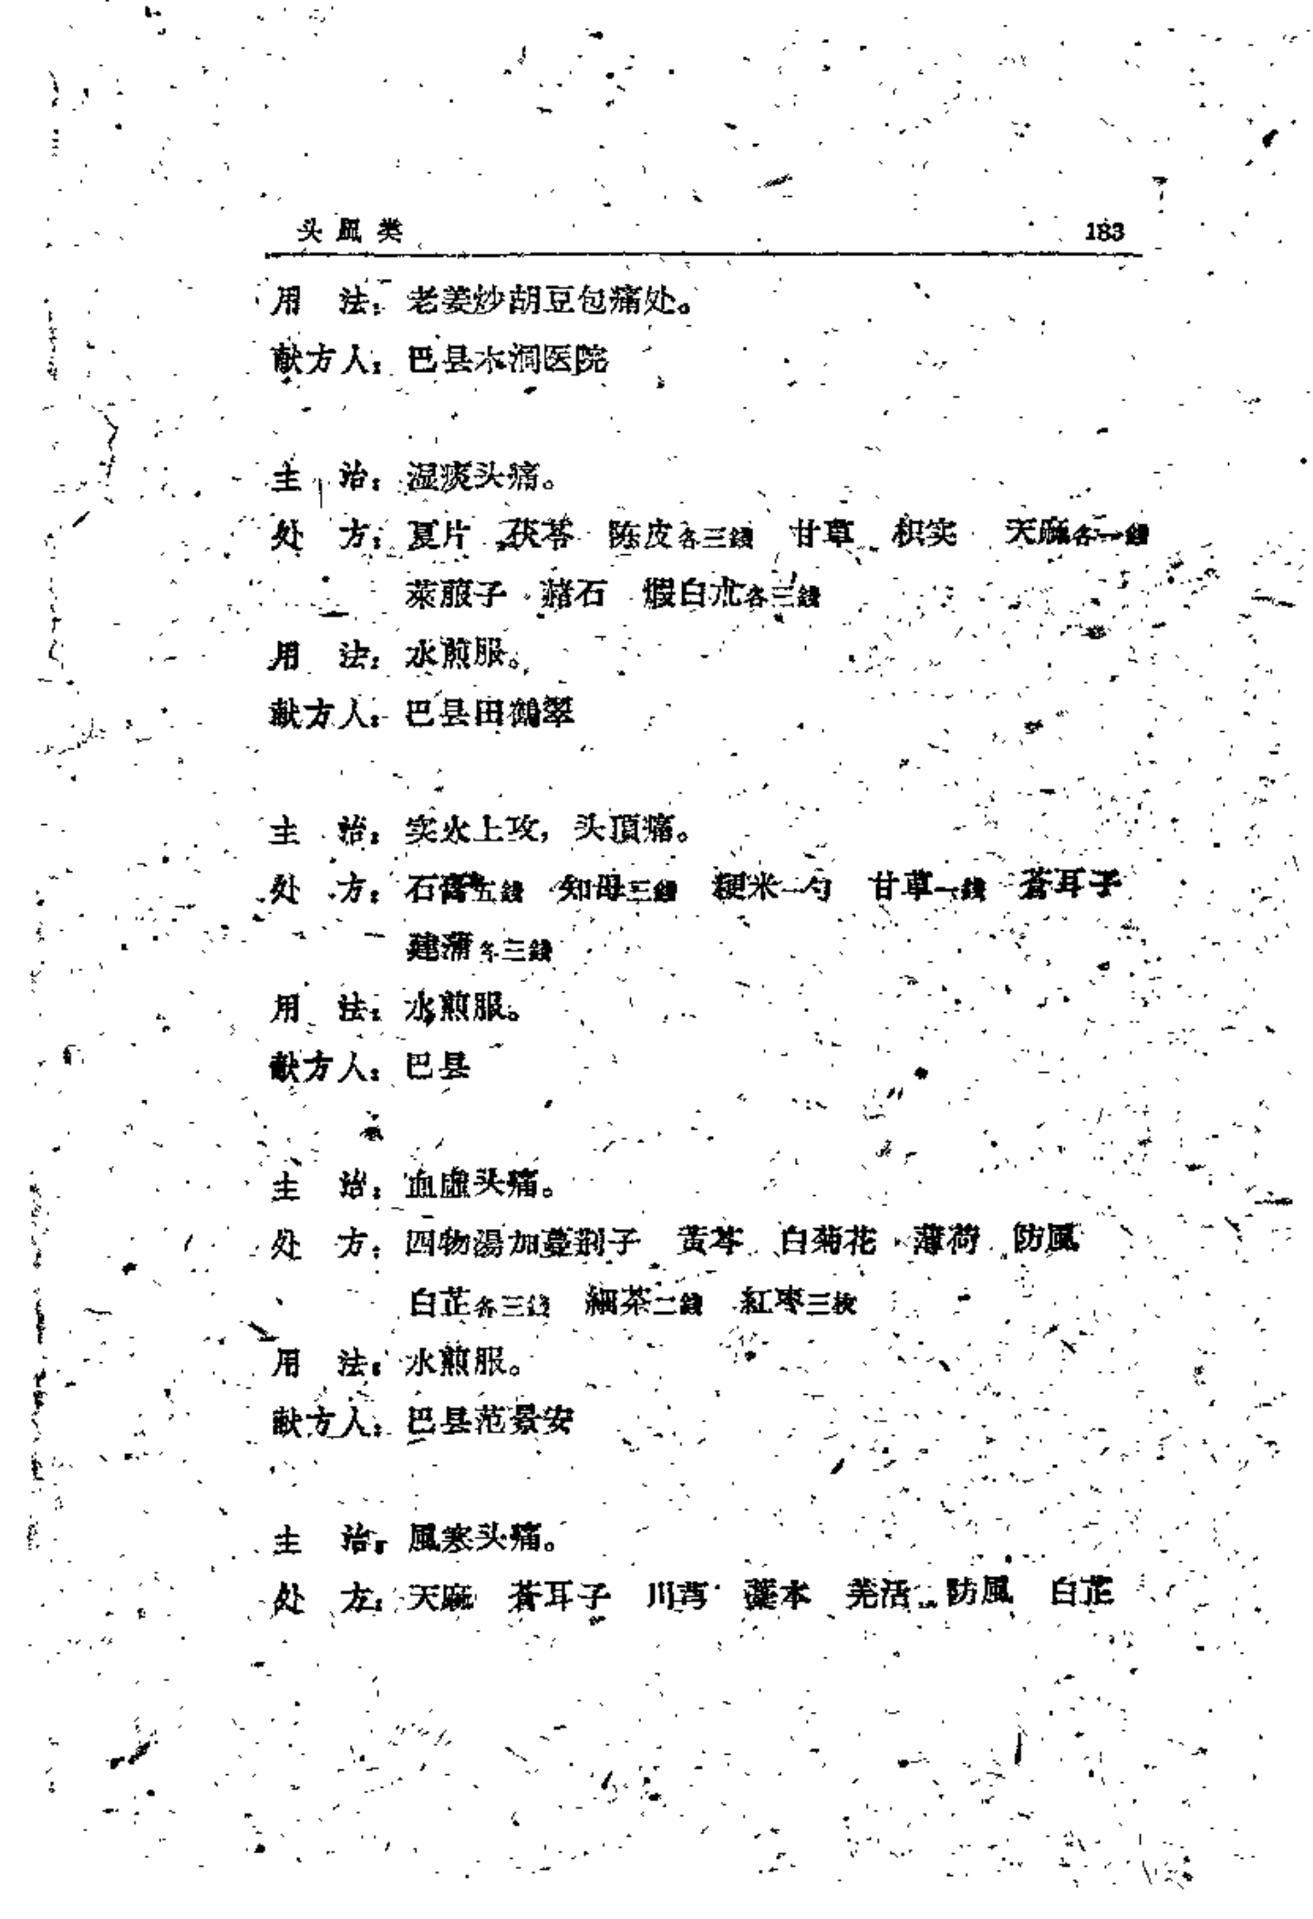 头風类 183
用 法：老姜炒胡豆包痛处。
献方人：巴县木洞医院
主 治：湿痰头痛。
处 方：夏片 茯苓 陈皮各三錢 甘草 枳实 天麻各一錢
萊菔子 赭石 煆白朮各三錢
用 法：水煎服。
献方人：巴县田鶴翠
主 治：实火上攻，头頂痛。
处 方：石膏五錢 知母三錢 粳米一勺 甘草一錢 蒼耳子
建蒲各三錢
用 法：水煎服。
献方人：巴县
主 治：血虛头痛。
处 方：四物湯加蔓荆子 黃芩 白菊花 薄荷 防風
白芷各三錢 細茶二錢 紅枣三枚
用 法：水煎服。
献方人：巴县范景安
主 治：風寒头痛。
处 方：天麻 蒼耳子 川芎 藁本 羌活 防風 白芷